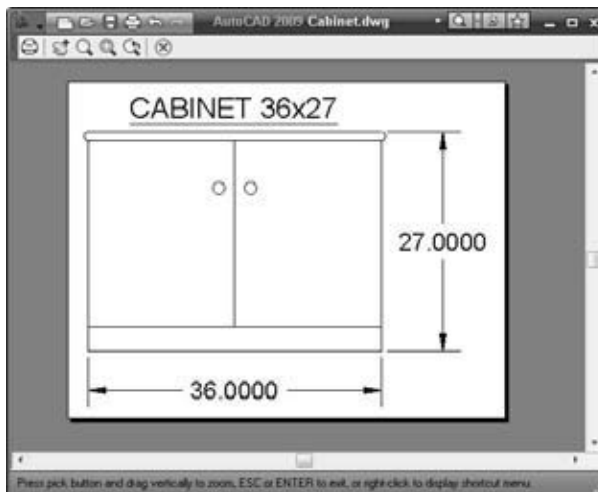 AutoCAD 2009 Cabinet.dwg
CABINET 36x27
27.0000
36.0000
Press pick button and drag vertically to zoom, ESC or ENTER to exit, or right-click to display shortcut menu.